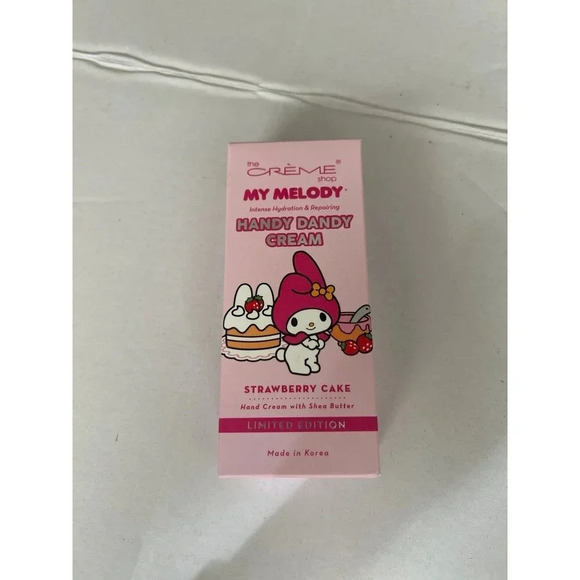 the
CRÈME®
shop
MY MELODY
Intense Hydration & Repairing
HANDY DANDY
CREAM
STRAWBERRY CAKE
Hand Cream with Shea Butter
LIMITED EDITION
Made in Korea